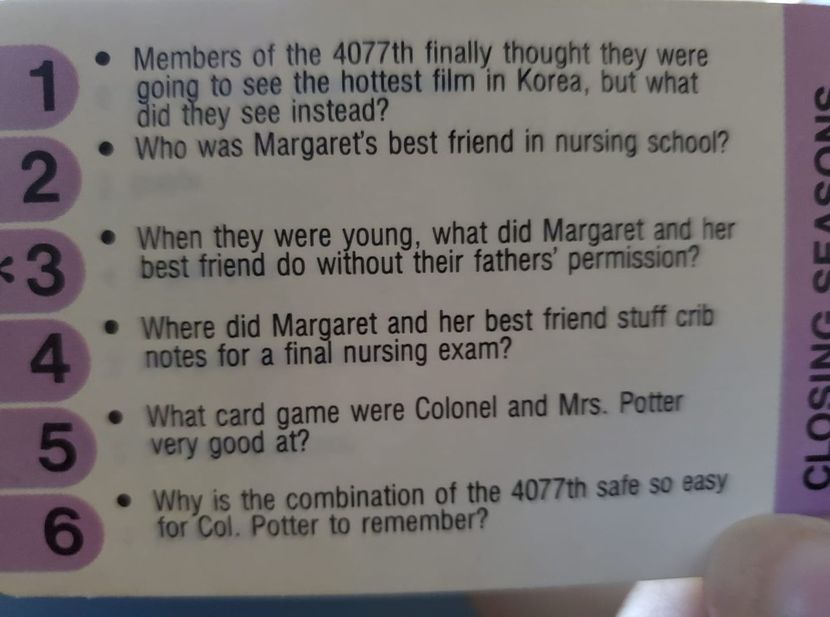 1
• Members of the 4077th finally thought they were
going to see the hottest film in Korea, but what
did they see instead?
2
• Who was Margaret's best friend in nursing school?
<3
• When they were young, what did Margaret and her
best friend do without their fathers' permission?
4
• Where did Margaret and her best friend stuff crib
notes for a final nursing exam?
5
• What card game were Colonel and Mrs. Potter
very good at?
6
• Why is the combination of the 4077th safe so easy
for Col. Potter to remember?
CLOSING SEASONS